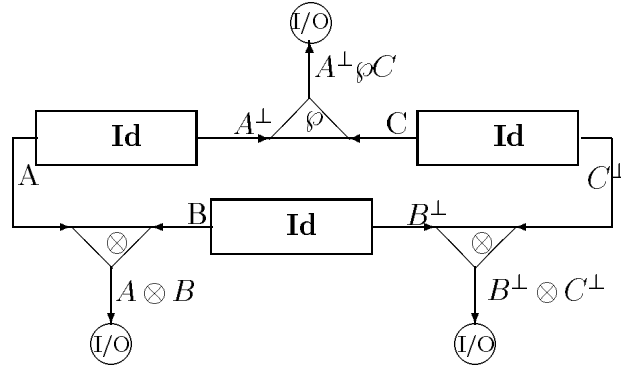 I/O
A⊥℘C
Id
A⊥
℘
C
Id
A
C⊥
B
Id
B⊥
⊗
⊗
A ⊗ B
B⊥ ⊗ C⊥
I/O
I/O